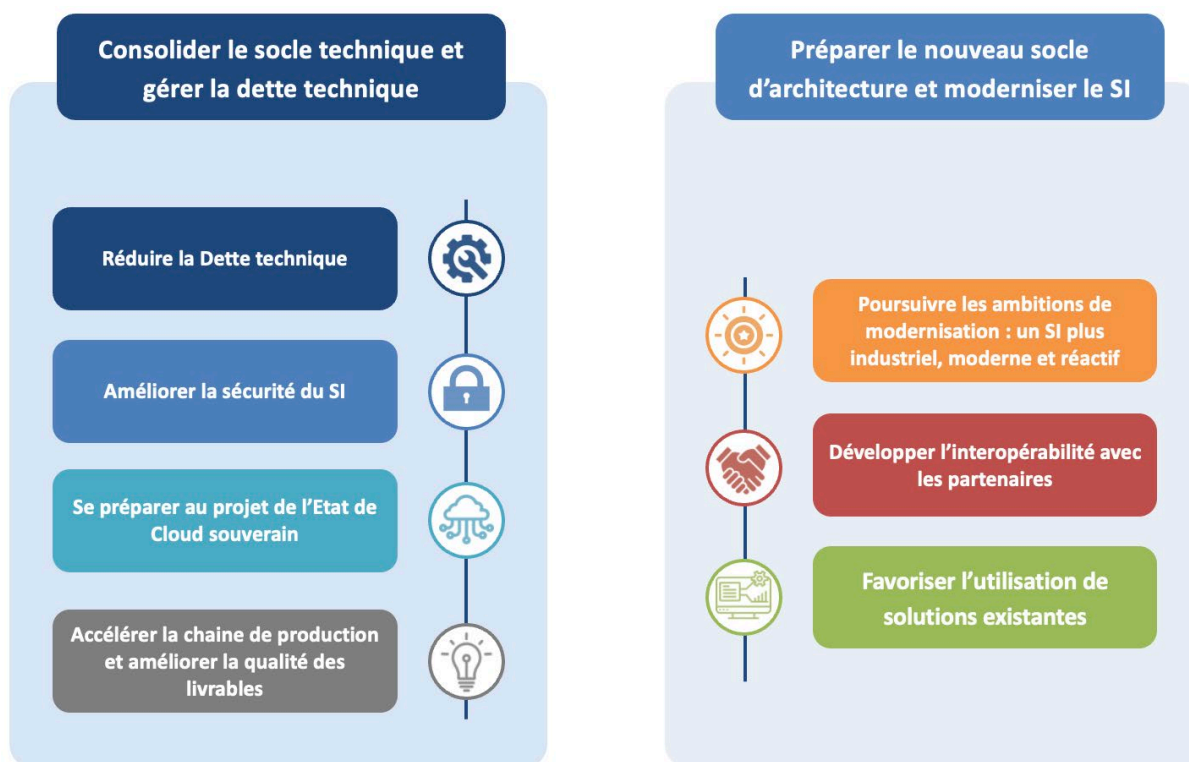 Consolider le socle technique et
gérer la dette technique
Réduire la Dette technique
Améliorer la sécurité du SI
Se préparer au projet de l’Etat de
Cloud souverain
Accélérer la chaine de production
et améliorer la qualité des
livrables
Préparer le nouveau socle
d’architecture et moderniser le SI
Poursuivre les ambitions de
modernisation : un SI plus
industriel, moderne et réactif
Développer l’interopérabilité avec
les partenaires
Favoriser l’utilisation de
solutions existantes